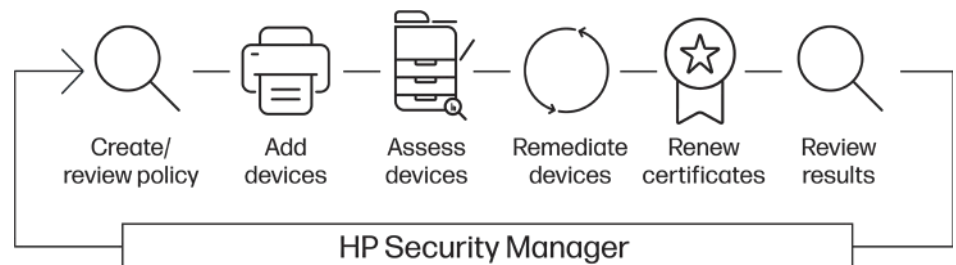 Create/
review policy
Add
devices
Assess
devices
Remediate
devices
Renew
certificates
Review
results
HP Security Manager